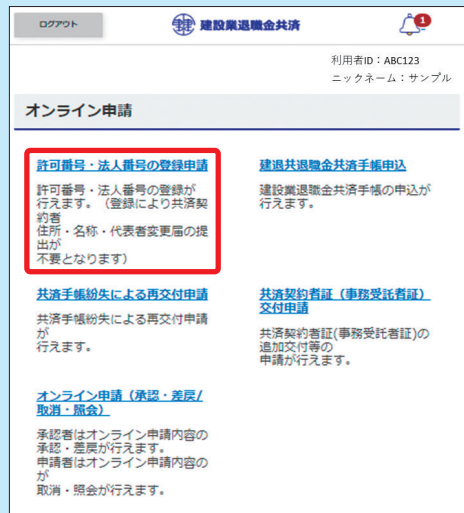 ログアウト
建設業退職金共済
1
利用者ID：ABC123
ニックネーム：サンプル
オンライン申請
許可番号・法人番号の登録申請
許可番号・法人番号の登録が
行えます。（登録により共済契
約者
住所・名称・代表者変更届の提
出が
不要となります）
建退共退職金共済手帳申込
建設業退職金共済手帳の申込が
行えます。
共済手帳紛失による再交付申請
共済手帳紛失による再交付申請
が
行えます。
共済契約者証（事務受託者証）
交付申請
共済契約者証(事務受託者証)の
追加交付等の
申請が行えます。
オンライン申請（承認・差戻/
取消・照会）
承認者はオンライン申請内容の
承認・差戻が行えます。
申請者はオンライン申請内容の
が
取消・照会が行えます。